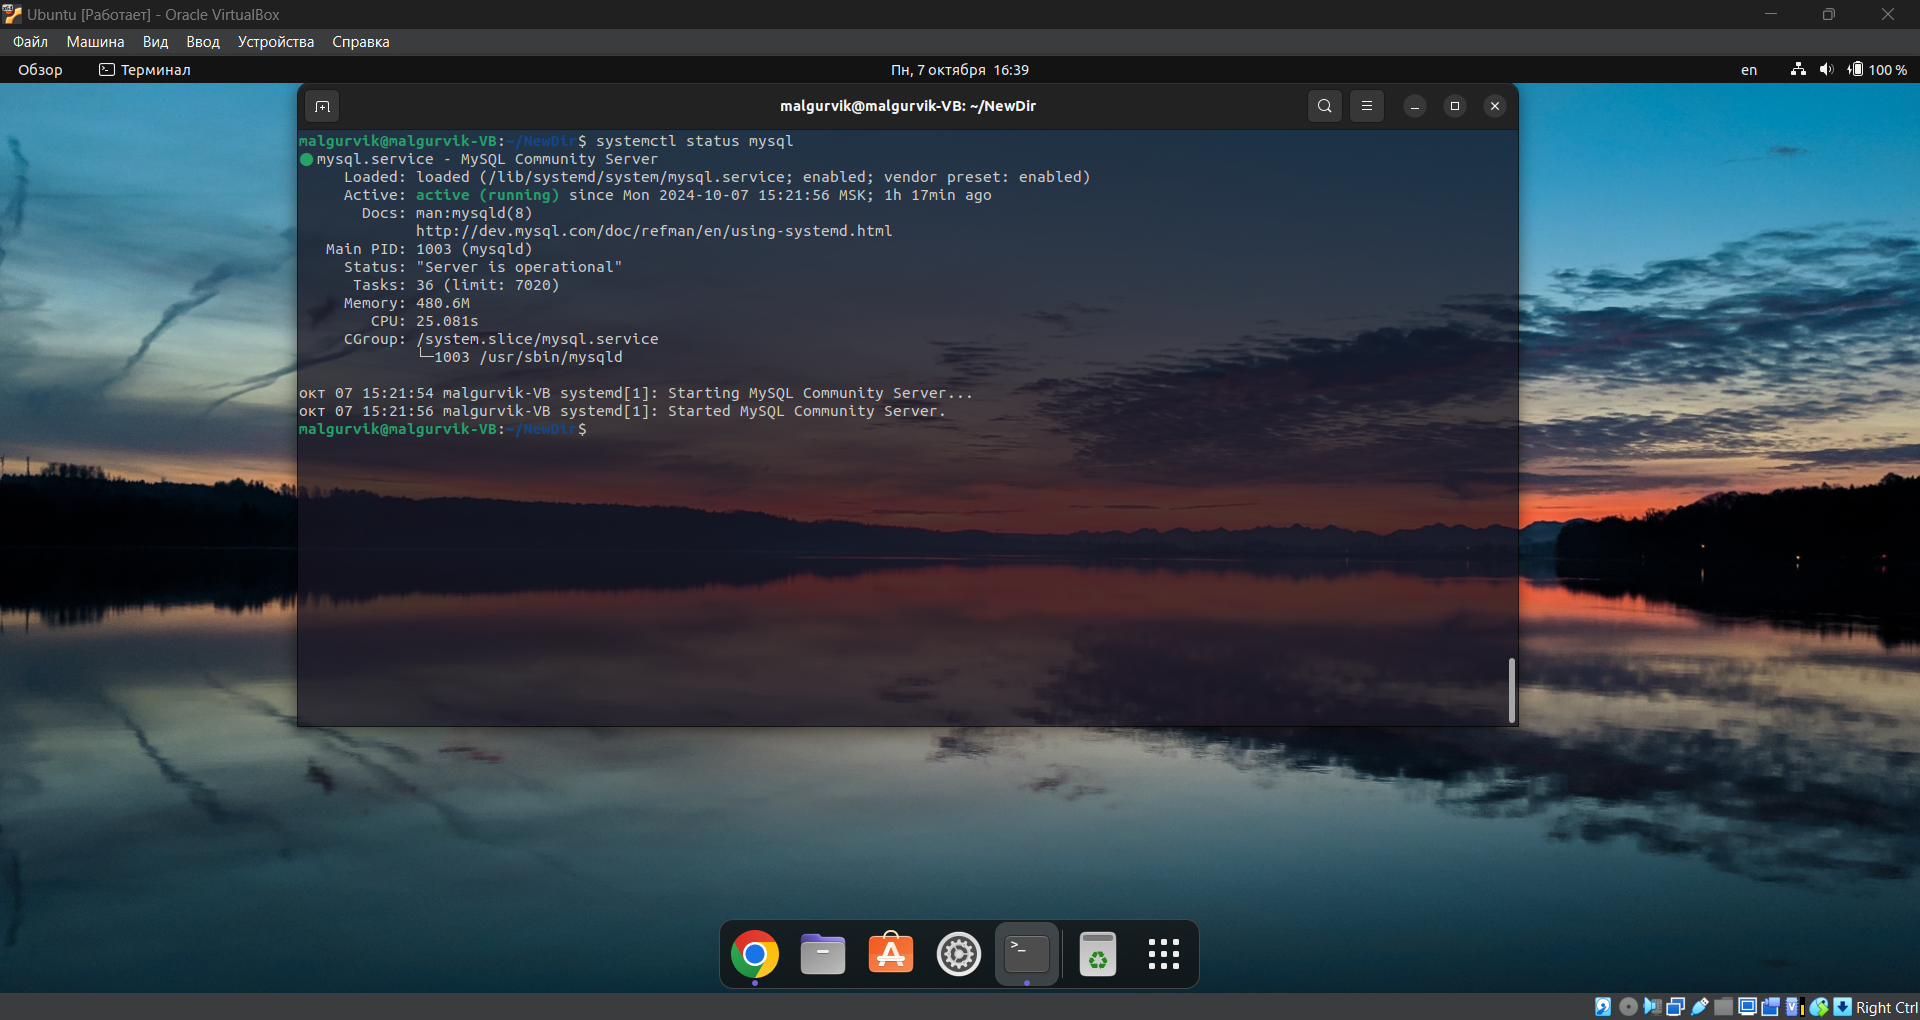 Ubuntu [Работает] - Oracle VirtualBox
Файл Машина Вид Ввод Устройства Справка
Обзор Терминал Пн, 7 октября 16:39 en 100 %
malgurvik@malgurvik-VB: ~/NewDir
malgurvik@malgurvik-VB:~/NewDir$ systemctl status mysql
mysql.service - MySQL Community Server
Loaded: loaded (/lib/systemd/system/mysql.service; enabled; vendor preset: enabled)
Active: active (running) since Mon 2024-10-07 15:21:56 MSK; 1h 17min ago
Docs: man:mysqld(8)
http://dev.mysql.com/doc/refman/en/using-systemd.html
Main PID: 1003 (mysqld)
Status: "Server is operational"
Tasks: 36 (limit: 7020)
Memory: 480.6M
CPU: 25.081s
CGroup: /system.slice/mysql.service
└─1003 /usr/sbin/mysqld
окт 07 15:21:54 malgurvik-VB systemd[1]: Starting MySQL Community Server...
окт 07 15:21:56 malgurvik-VB systemd[1]: Started MySQL Community Server.
malgurvik@malgurvik-VB:~/NewDir$
Right Ctrl